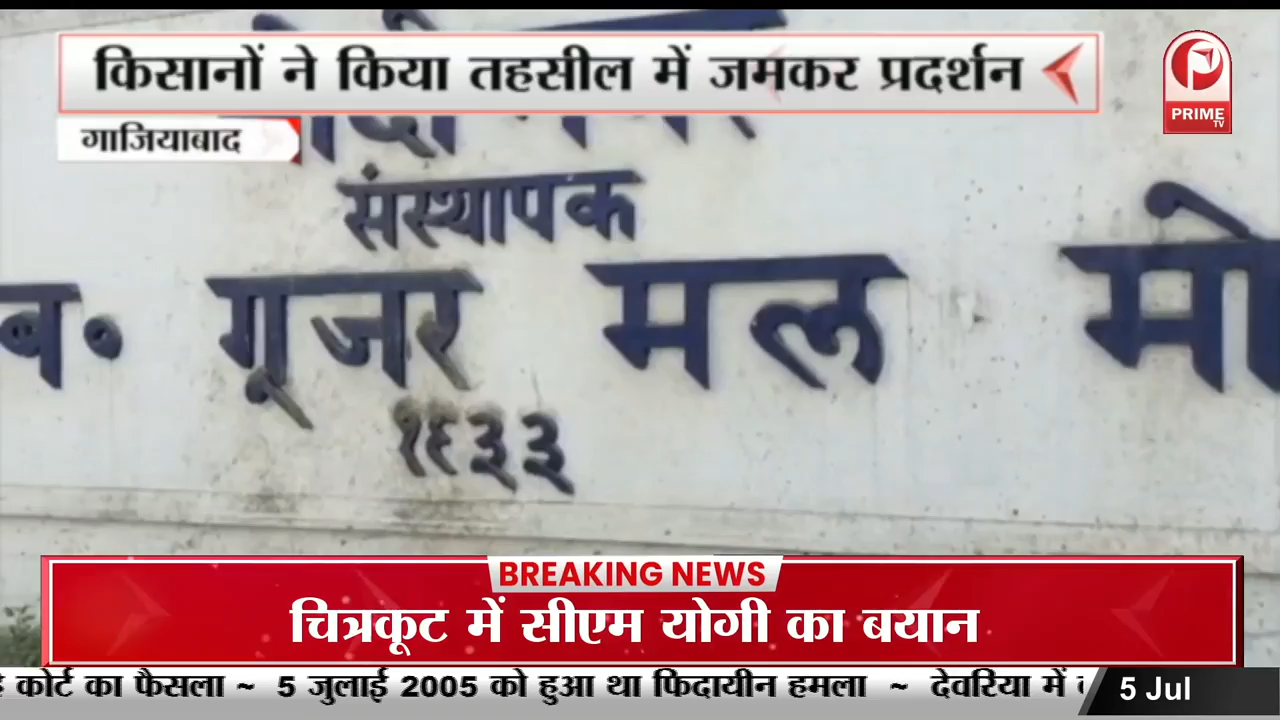 किसानों ने किया तहसील में जमकर प्रदर्शन
PRIME
TV
गाजियाबाद
संस्थापक
गूजर मल
१९३३
BREAKING NEWS
चित्रकूट में सीएम योगी का बयान
कोर्ट का फैसला ~ 5 जुलाई 2005 को हुआ था फिदायीन हमला ~ देवरिया में
5 Jul